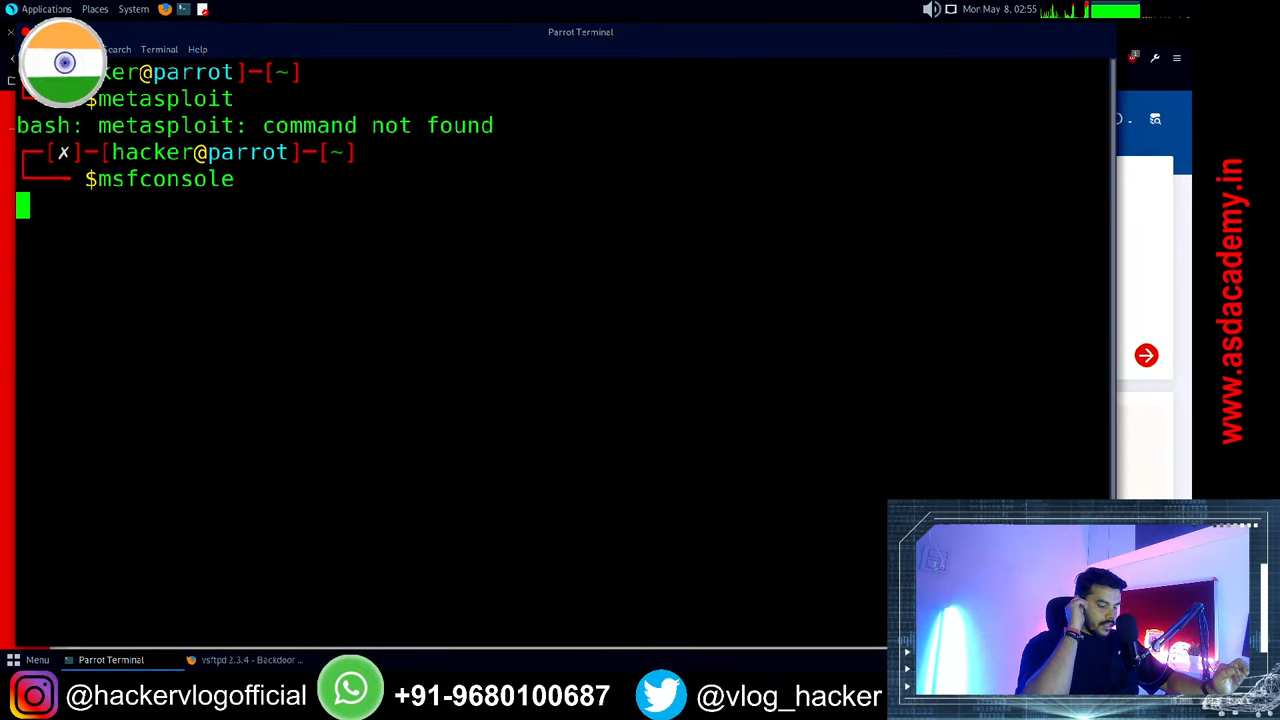 Applications Places System
Mon May 8, 02:55
Parrot Terminal
Search Terminal Help
ker@parrot]─[~]
$metasploit
bash: metasploit: command not found
┌─[✗]─[hacker@parrot]─[~]
└──╼ $msfconsole
www.asdacademy.in
Menu Parrot Terminal vsftpd 2.3.4 - Backdoor ...
@hackervlogofficial +91-9680100687 @vlog_hacker